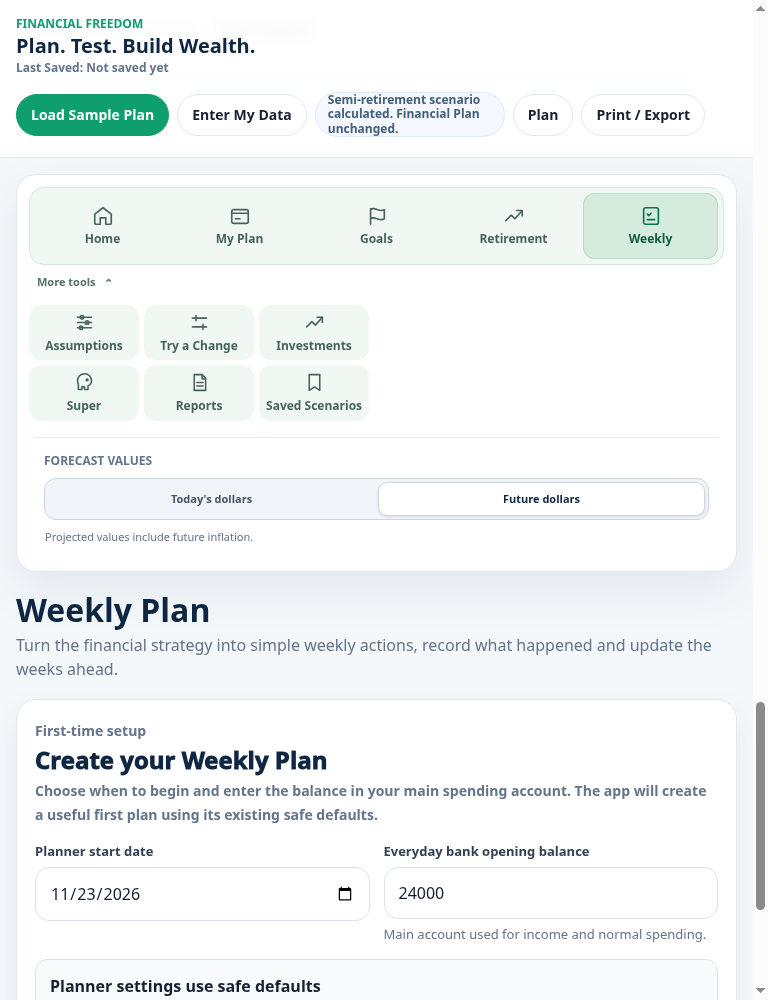 FINANCIAL FREEDOM
Plan. Test. Build Wealth.
Last Saved: Not saved yet
Load Sample Plan
Enter My Data
Semi-retirement scenario
calculated. Financial Plan
unchanged.
Plan
Print / Export
Home
My Plan
Goals
Retirement
Weekly
More tools
Assumptions
Try a Change
Investments
Super
Reports
Saved Scenarios
FORECAST VALUES
Today's dollars
Future dollars
Projected values include future inflation.
Weekly Plan
Turn the financial strategy into simple weekly actions, record what happened and update the
weeks ahead.
First-time setup
Create your Weekly Plan
Choose when to begin and enter the balance in your main spending account. The app will create
a useful first plan using its existing safe defaults.
Planner start date
Everyday bank opening balance
11/23/2026
24000
Main account used for income and normal spending.
Planner settings use safe defaults